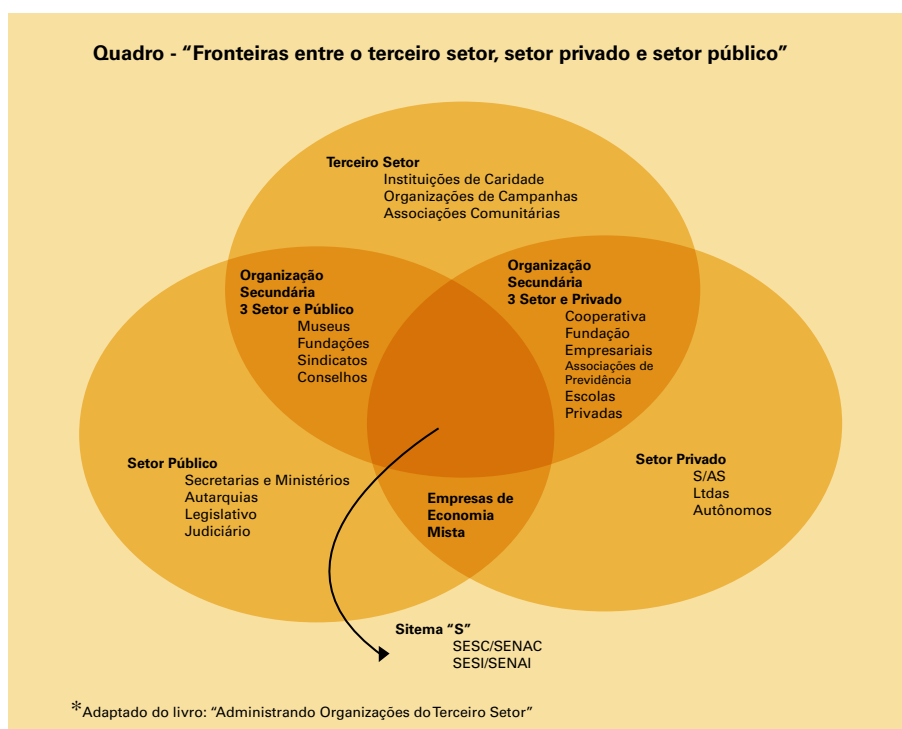 Quadro - “Fronteiras entre o terceiro setor, setor privado e setor público”
Terceiro Setor
Instituições de Caridade
Organizações de Campanhas
Associações Comunitárias
Organização
Secundária
3 Setor e Público
Museus
Fundações
Sindicatos
Conselhos
Organização
Secundária
3 Setor e Privado
Cooperativa
Fundação
Empresariais
Associações de
Previdência
Escolas
Privadas
Setor Público
Secretarias e Ministérios
Autarquias
Legislativo
Judiciário
Empresas de
Economia
Mista
Setor Privado
S/AS
Ltdas
Autônomos
Sitema “S”
SESC/SENAC
SESI/SENAI
*Adaptado do livro: “Administrando Organizações do Terceiro Setor”